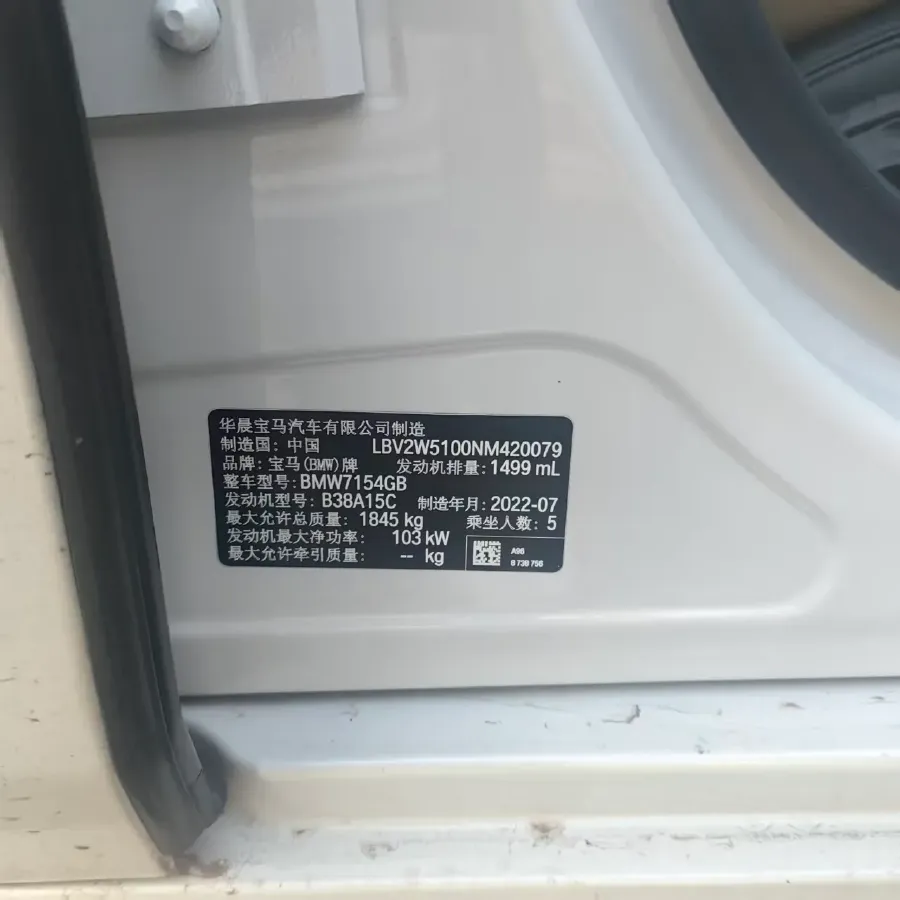 华晨宝马汽车有限公司制造
制造国: 中国 LBV2W5100NM420079
品牌: 宝马(BMW)牌 发动机排量: 1499 mL
整车型号: BMW7154GB
发动机型号: B38A15C 制造年月: 2022-07
最大允许总质量: 1845 kg 乘坐人数: 5
发动机最大净功率: 103 kW
最大允许牵引质量: -- kg
A96